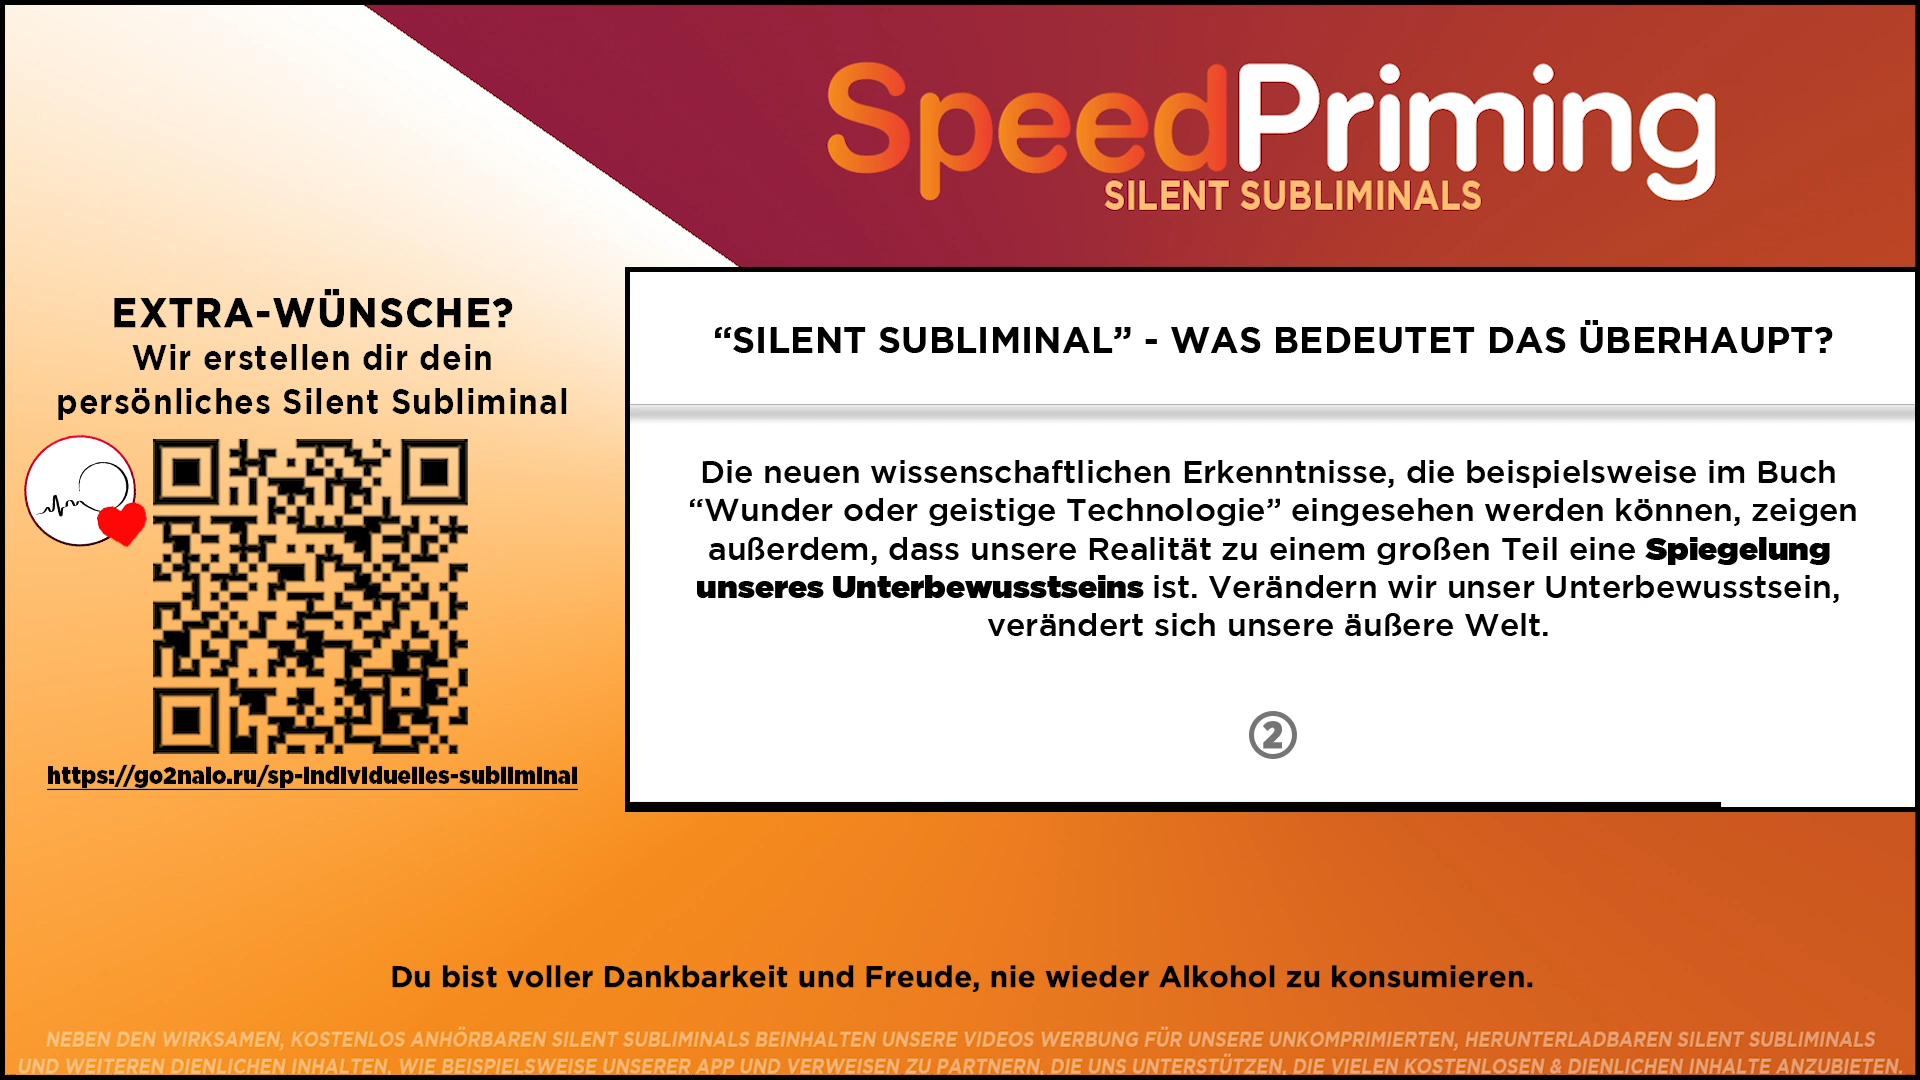 SpeedPriming
SILENT SUBLIMINALS
EXTRA-WÜNSCHE?
Wir erstellen dir dein
persönliches Silent Subliminal
https://go2nalo.ru/sp-individuelles-subliminal
“SILENT SUBLIMINAL” - WAS BEDEUTET DAS ÜBERHAUPT?
Die neuen wissenschaftlichen Erkenntnisse, die beispielsweise im Buch
“Wunder oder geistige Technologie” eingesehen werden können, zeigen
außerdem, dass unsere Realität zu einem großen Teil eine Spiegelung
unseres Unterbewusstseins ist. Verändern wir unser Unterbewusstsein,
verändert sich unsere äußere Welt.
2
Du bist voller Dankbarkeit und Freude, nie wieder Alkohol zu konsumieren.
NEBEN DEN WIRKSAMEN, KOSTENLOS ANHÖRBAREN SILENT SUBLIMINALS BEINHALTEN UNSERE VIDEOS WERBUNG FÜR UNSERE UNKOMPRIMIERTEN, HERUNTERLADBAREN SILENT SUBLIMINALS
UND WEITEREN DIENLICHEN INHALTEN, WIE BEISPIELSWEISE UNSERER APP UND VERWEISEN ZU PARTNERN, DIE UNS UNTERSTÜTZEN, DIE VIELEN KOSTENLOSEN & DIENLICHEN INHALTE ANZUBIETEN.